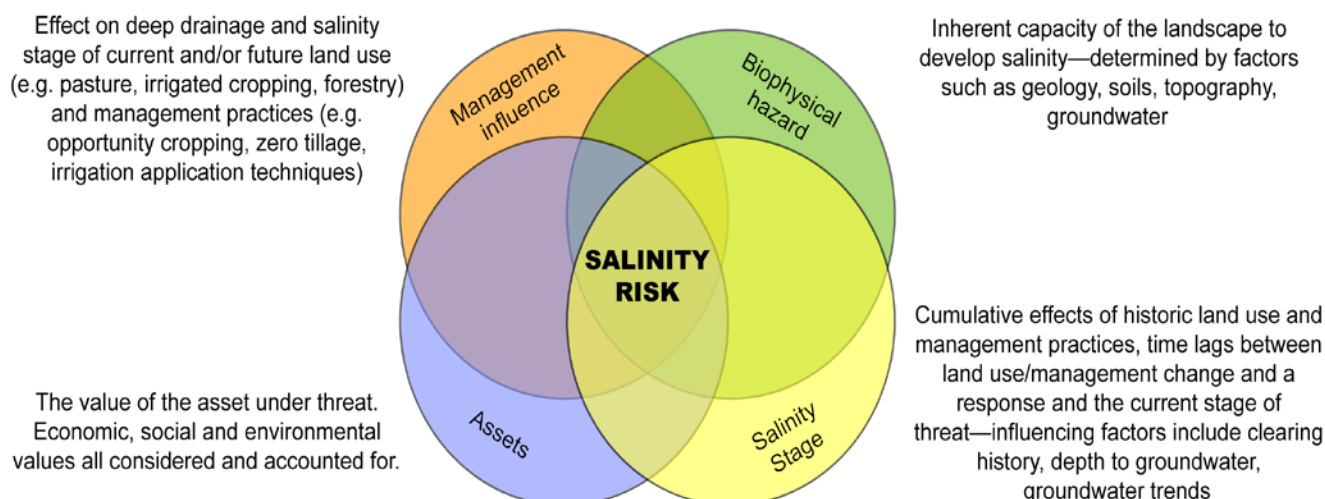 Effect on deep drainage and salinity
stage of current and/or future land use
(e.g. pasture, irrigated cropping, forestry)
and management practices (e.g.
opportunity cropping, zero tillage,
irrigation application techniques)
Management
influence
Biophysical
hazard
Inherent capacity of the landscape to
develop salinity—determined by factors
such as geology, soils, topography,
groundwater
SALINITY
RISK
The value of the asset under threat.
Economic, social and environmental
values all considered and accounted for.
Assets
Salinity
Stage
Cumulative effects of historic land use and
management practices, time lags between
land use/management change and a
response and the current stage of
threat—influencing factors include clearing
history, depth to groundwater,
groundwater trends